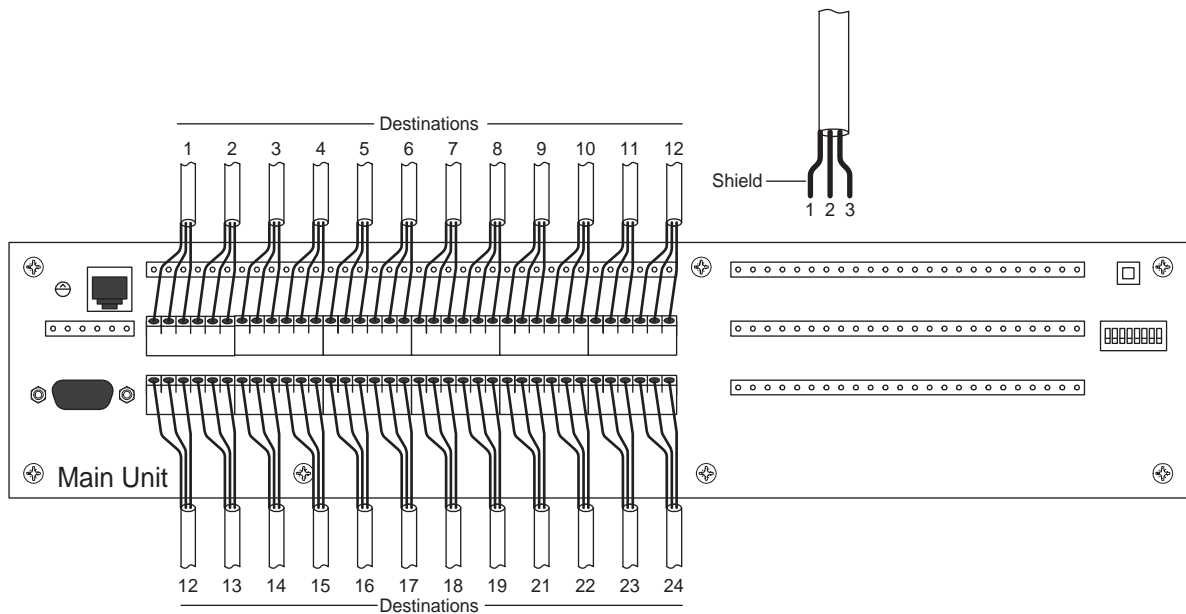 Destinations
1 2 3 4 5 6 7 8 9 10 11 12
Shield
1 2 3
Main Unit
12 13 14 15 16 17 18 19 21 22 23 24
Destinations